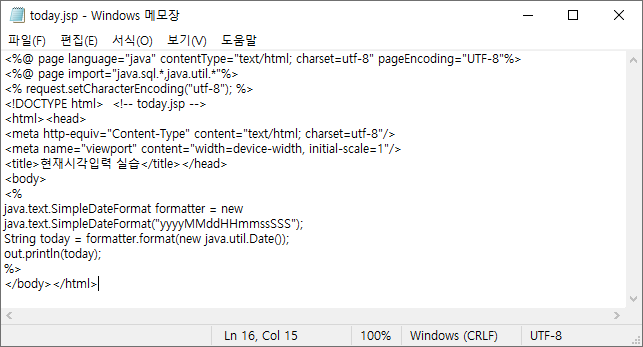 today.jsp - Windows 메모장
파일(F) 편집(E) 서식(O) 보기(V) 도움말
<%@ page language="java" contentType="text/html; charset=utf-8" pageEncoding="UTF-8"%>
<%@ page import="java.sql.*,java.util.*"%>
<% request.setCharacterEncoding("utf-8"); %>
<!DOCTYPE html>   <!-- today.jsp -->
<html><head>
<meta http-equiv="Content-Type" content="text/html; charset=utf-8"/>
<meta name="viewport" content="width=device-width, initial-scale=1"/>
<title>현재시각입력 실습</title></head>
<body>
<%
java.text.SimpleDateFormat formatter = new
java.text.SimpleDateFormat("yyyyMMddHHmmssSSS");
String today = formatter.format(new java.util.Date());
out.println(today);
%>
</body></html>
Ln 16, Col 15 100% Windows (CRLF) UTF-8